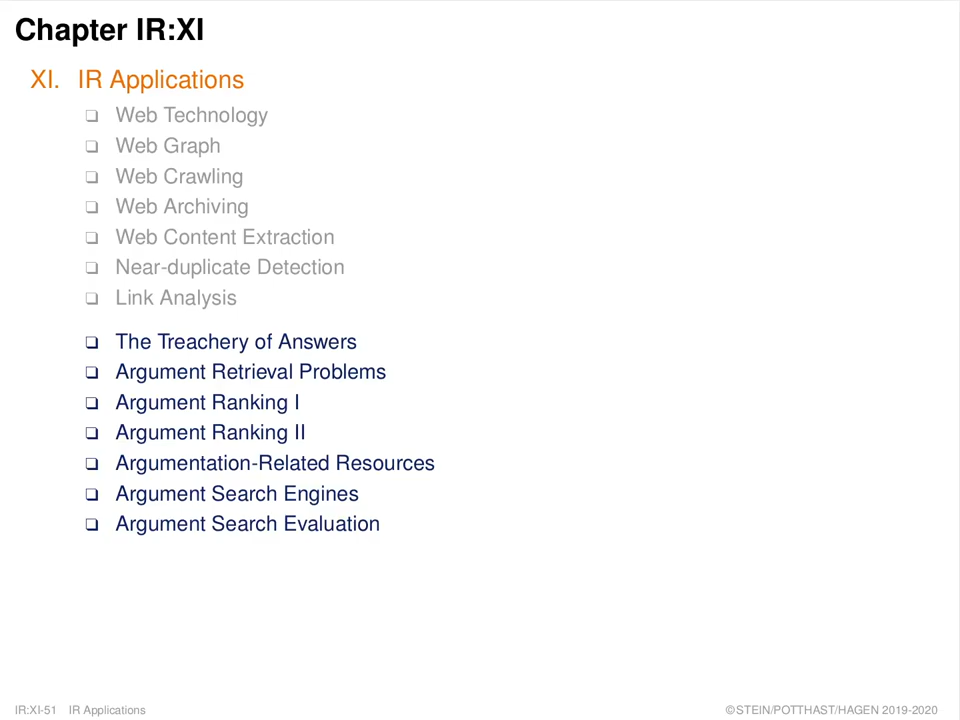 Chapter IR:XI
XI. IR Applications
❑ Web Technology
❑ Web Graph
❑ Web Crawling
❑ Web Archiving
❑ Web Content Extraction
❑ Near-duplicate Detection
❑ Link Analysis
❑ The Treachery of Answers
❑ Argument Retrieval Problems
❑ Argument Ranking I
❑ Argument Ranking II
❑ Argumentation-Related Resources
❑ Argument Search Engines
❑ Argument Search Evaluation
IR:XI-51 IR Applications ©STEIN/POTTHAST/HAGEN 2019-2020